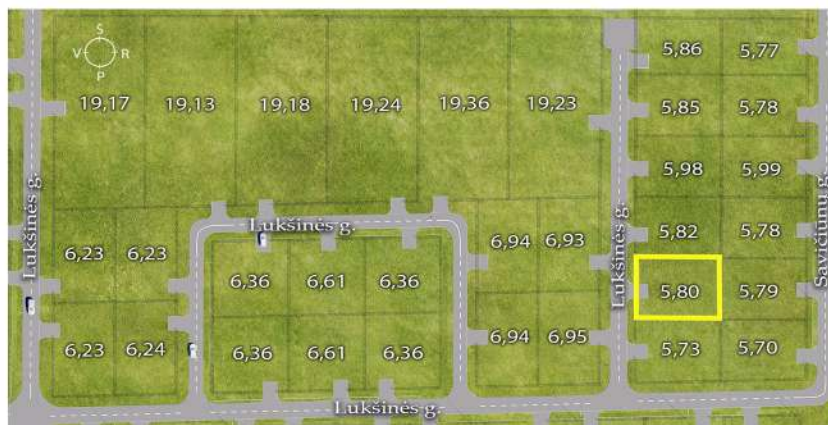 S
V R
P
5,86 5,77
19,17 19,13 19,18 19,24 19,36 19,23
5,85 5,78
5,98 5,99
Lukšinės g.
Lukšinės g.
Lukšinės g.
Savičiūnų g.
6,23 6,23
6,94 6,93
5,82 5,78
6,36 6,61 6,36
5,80 5,79
6,23 6,24
6,36 6,61 6,36
6,94 6,95
5,73 5,70
Lukšinės g.